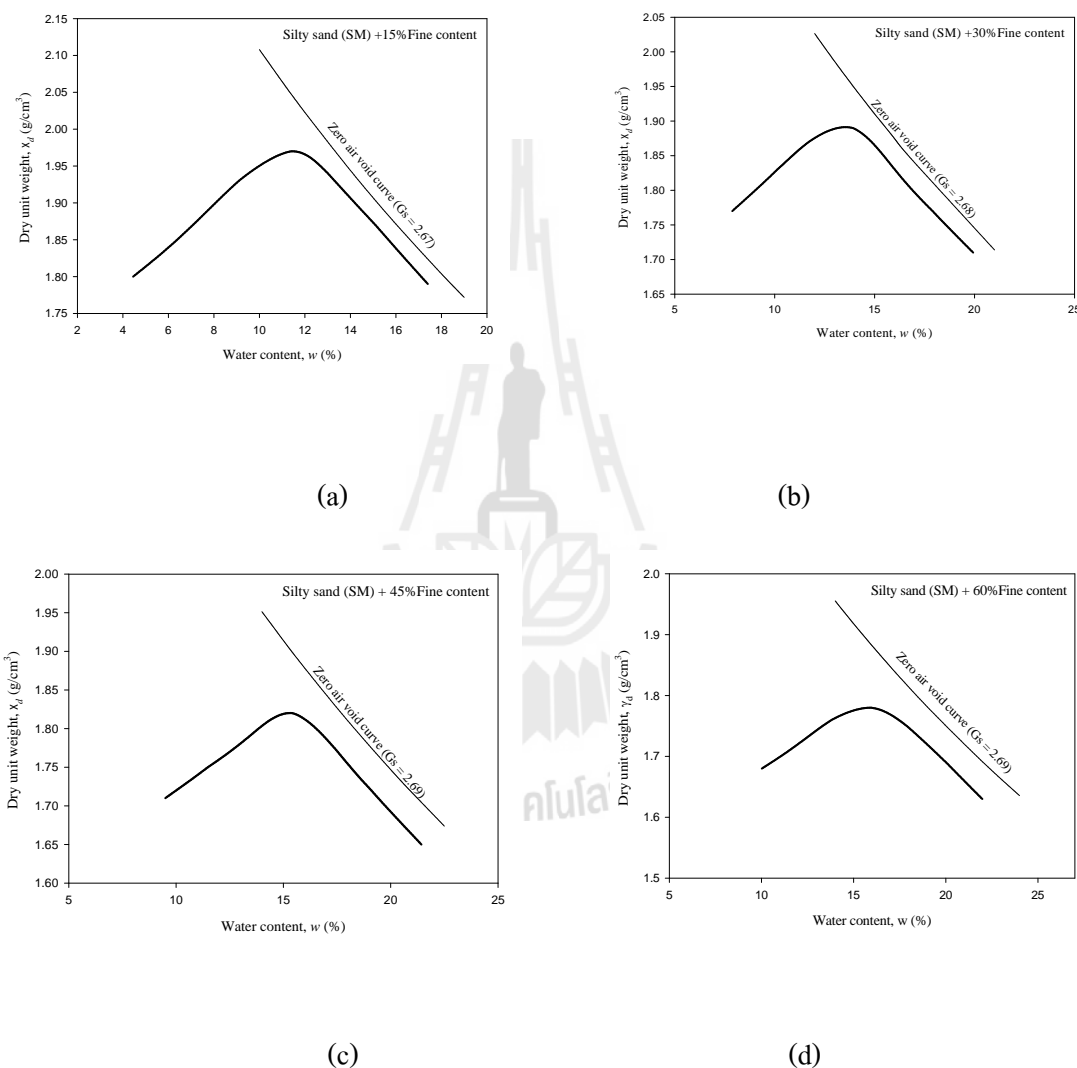 Silty sand (SM) +15%Fine content
2.15
2.10
2.05
2.00
1.95
1.90
1.85
1.80
1.75
Dry unit weight, x_d (g/cm³)
Zero air void curve (Gs = 2.67)
2 4 6 8 10 12 14 16 18 20
Water content, w (%)
(a)
Silty sand (SM) +30%Fine content
2.05
2.00
1.95
1.90
1.85
1.80
1.75
1.70
1.65
Dry unit weight, x_d (g/cm³)
Zero air void curve (Gs = 2.68)
5 10 15 20 25
Water content, w (%)
(b)
Silty sand (SM) + 45%Fine content
2.00
1.95
1.90
1.85
1.80
1.75
1.70
1.65
1.60
Dry unit weight, x_d (g/cm³)
Zero air void curve (Gs = 2.69)
5 10 15 20 25
Water content, w (%)
(c)
Silty sand (SM) + 60%Fine content
2.0
1.9
1.8
1.7
1.6
1.5
Dry unit weight, γ_d (g/cm³)
Zero air void curve (Gs = 2.69)
5 10 15 20 25
Water content, w (%)
(d)